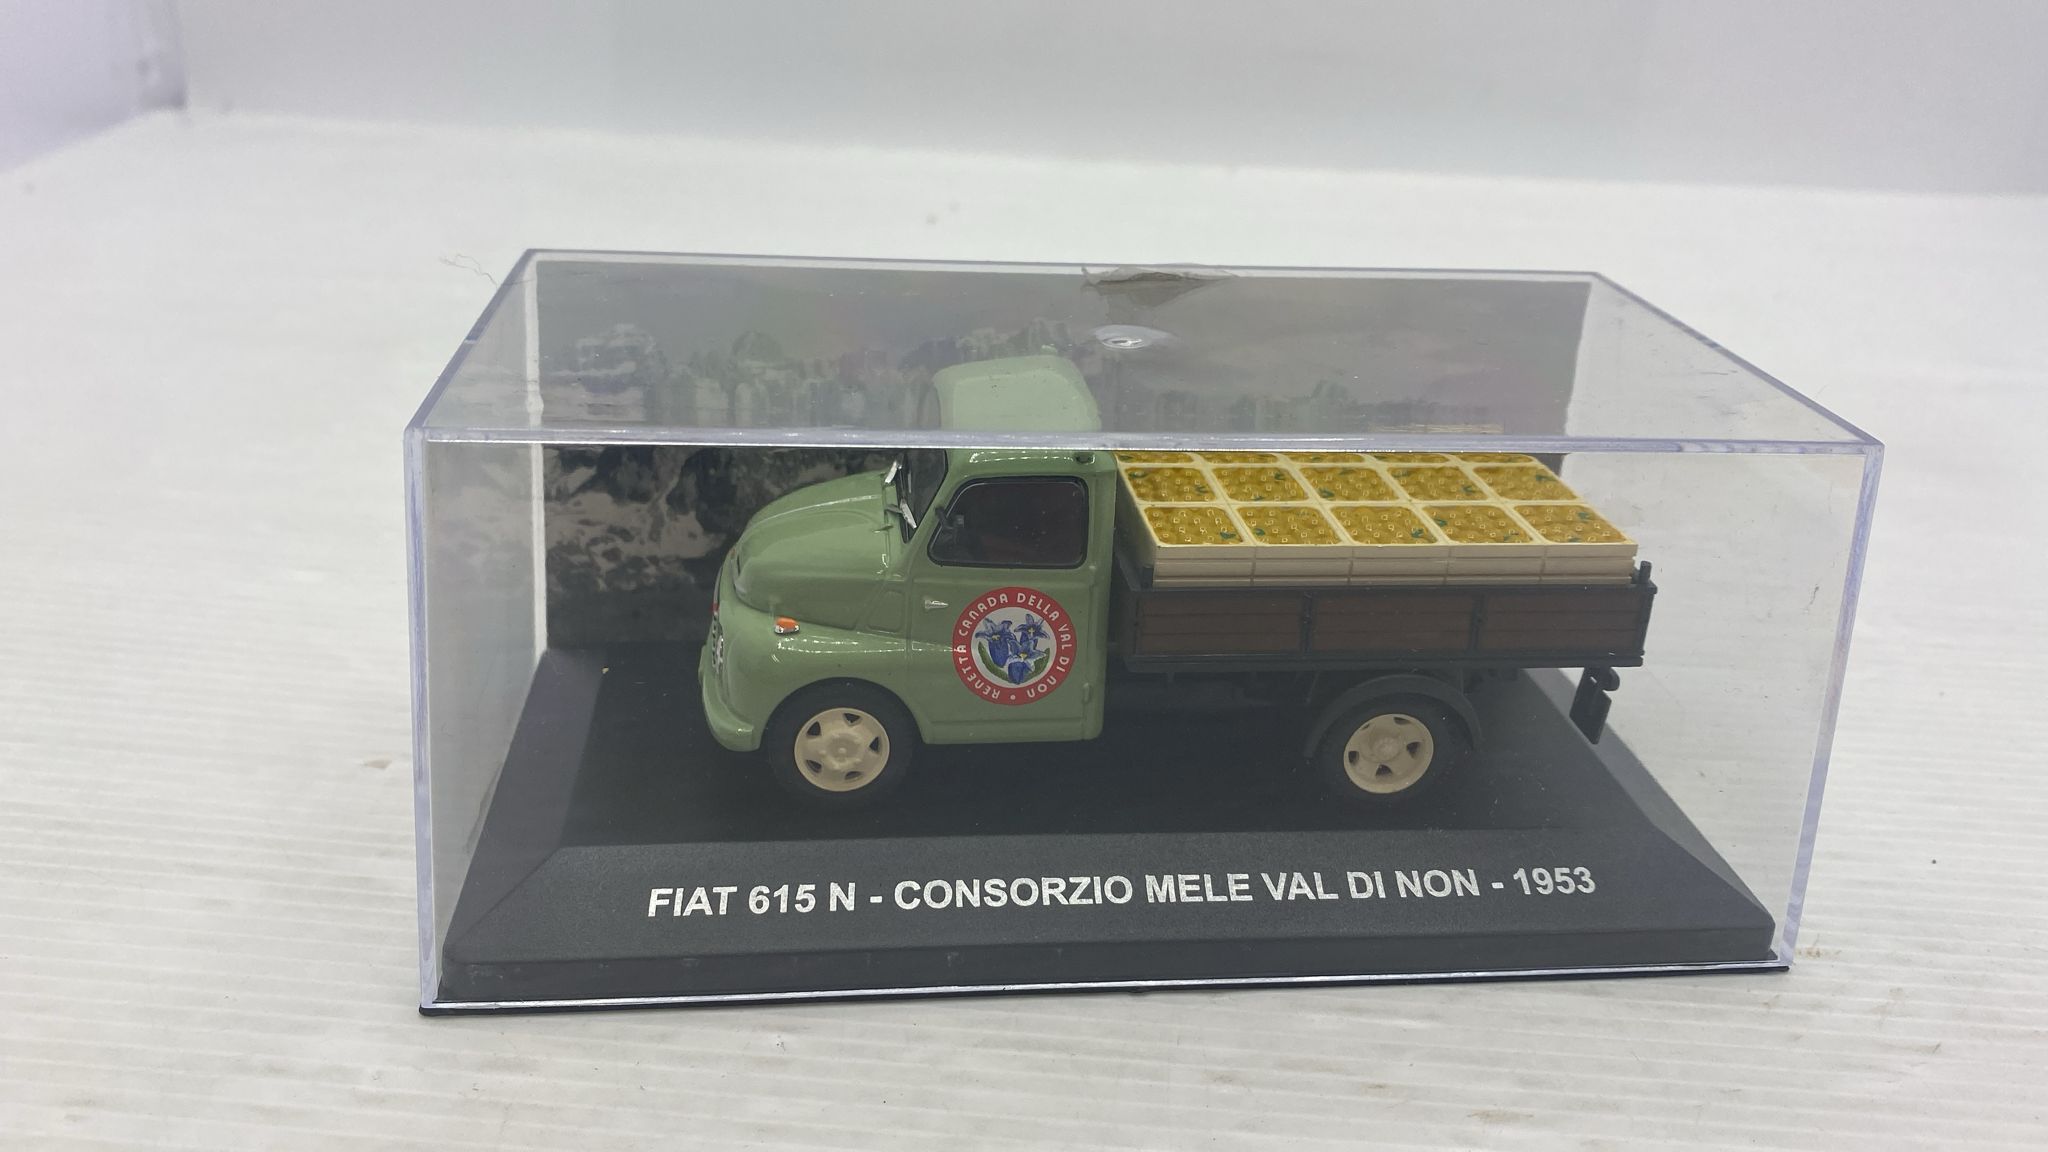 RENETTA CANADA DELLA VAL DI NON •
FIAT 615 N - CONSORZIO MELE VAL DI NON - 1953